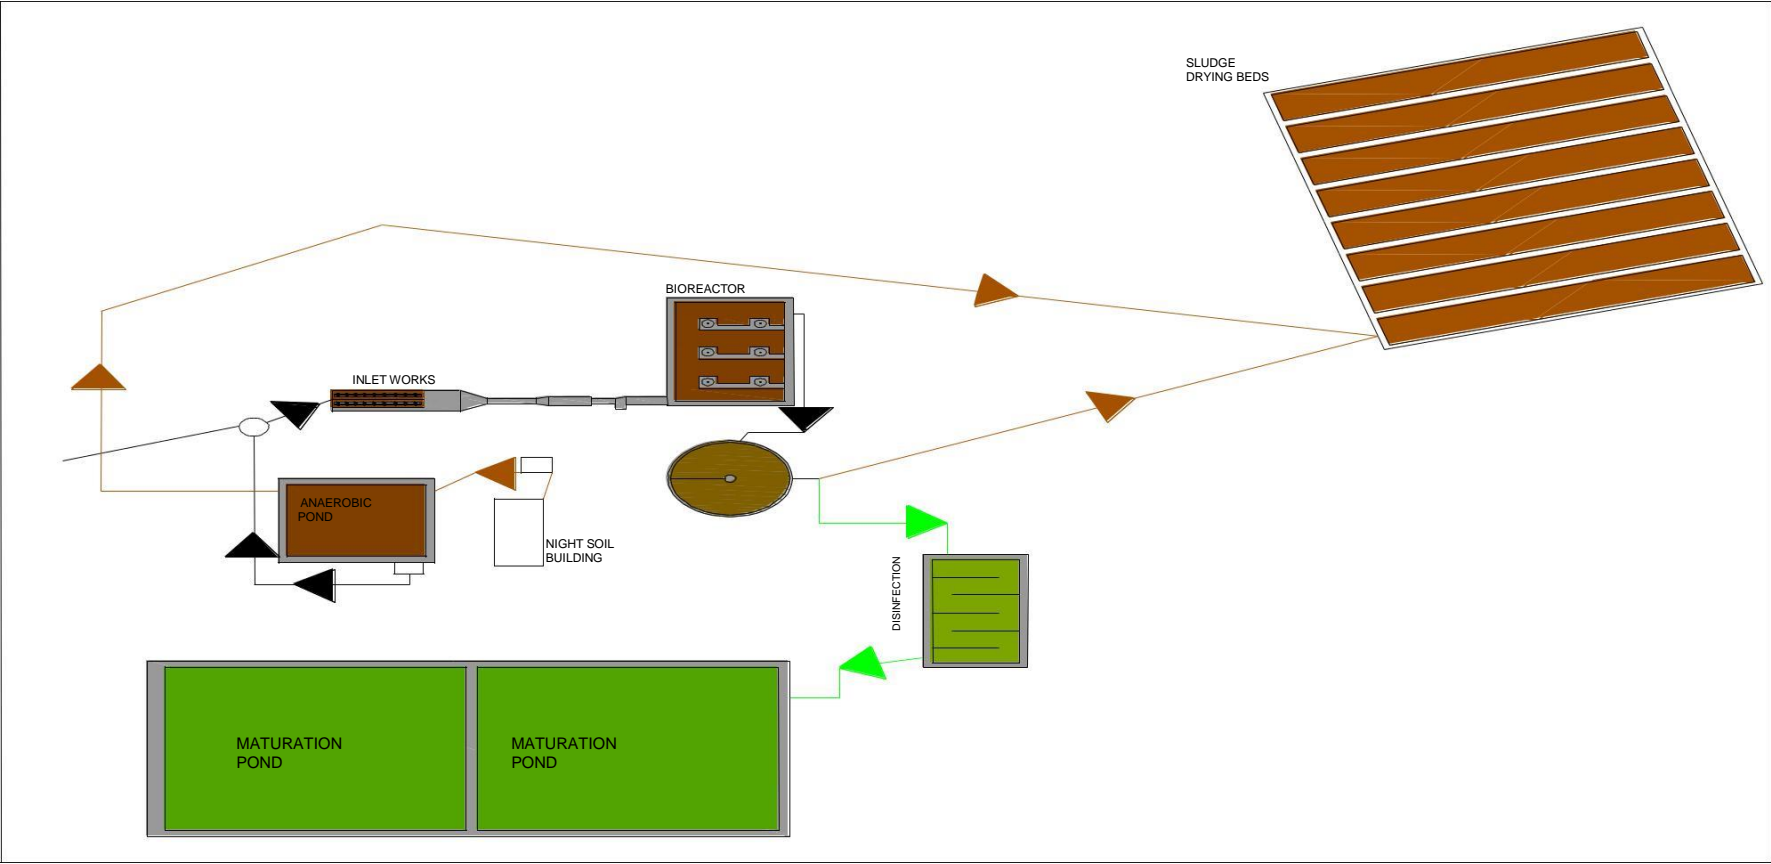 SLUDGE
DRYING BEDS
BIOREACTOR
INLET WORKS
ANAEROBIC
POND
NIGHT SOIL
BUILDING
DISINFECTION
MATURATION
POND
MATURATION
POND